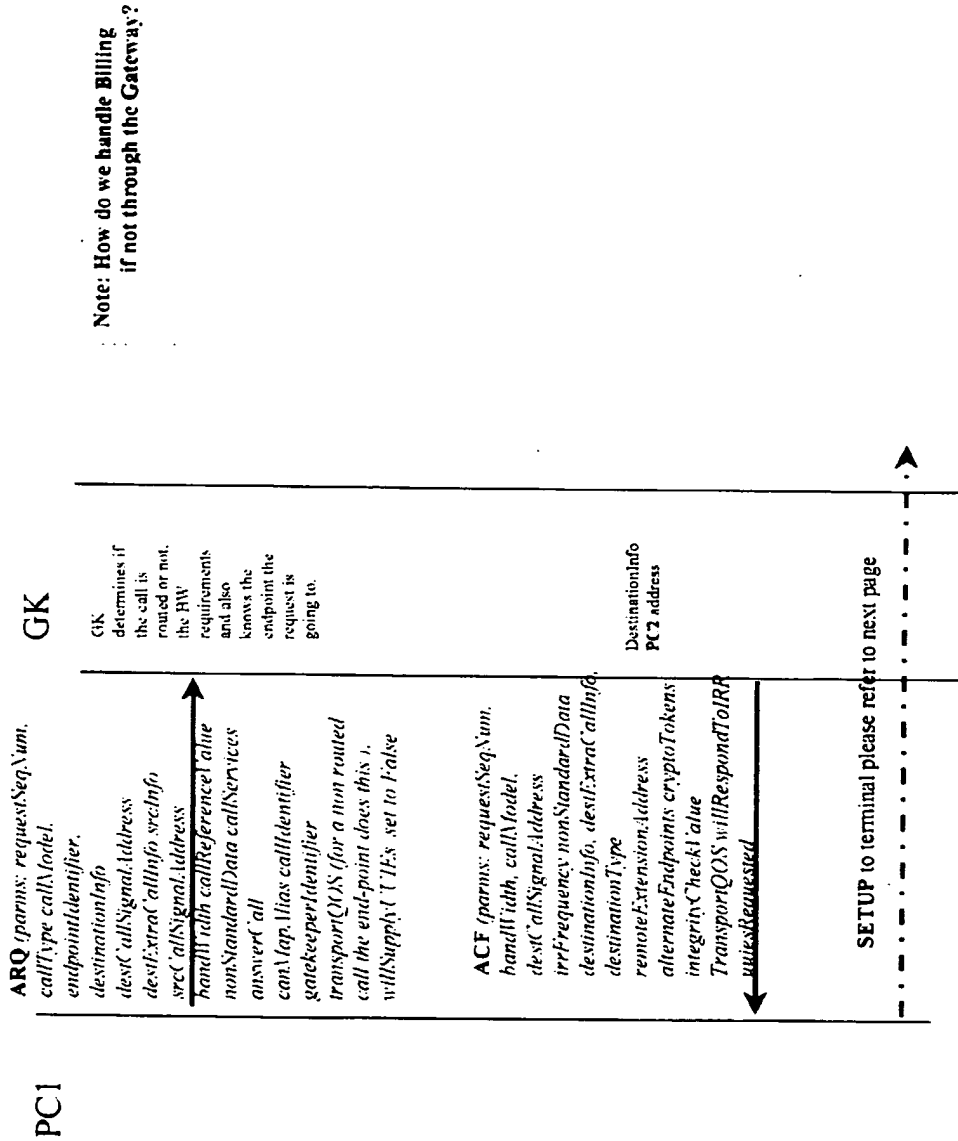 PC1
GK
ARQ (parms: requestSeqNum,
callType callModel,
endpointIdentifier,
destinationInfo
destCallSignalAddress
destExtraCallInfo srcInfo
srcCallSignalAddress
bandWidth callReferenceValue
nonStandardData callServices
answerCall
canMapAlias callIdentifier
gatekeeperIdentifier
transportQOS (for a non routed
call the end-point does this ),
willSupplyUUIEs set to False
GK
determines if
the call is
routed or not,
the BW
requirements
and also
knows the
endpoint the
request is
going to.
Note: How do we handle Billing
if not through the Gateway?
ACF (parms: requestSeqNum,
bandWidth, callModel,
destCallSignalAddress
irrFrequency nonStandardData
destinationInfo, destExtraCallInfo,
destinationType
remoteExtensionAddress
alternateEndpoints cryptoTokens
integrityCheckValue
TransportQOS willRespondToIRR
uuiesRequested
DestinationInfo
PC2 address
SETUP to terminal please refer to next page